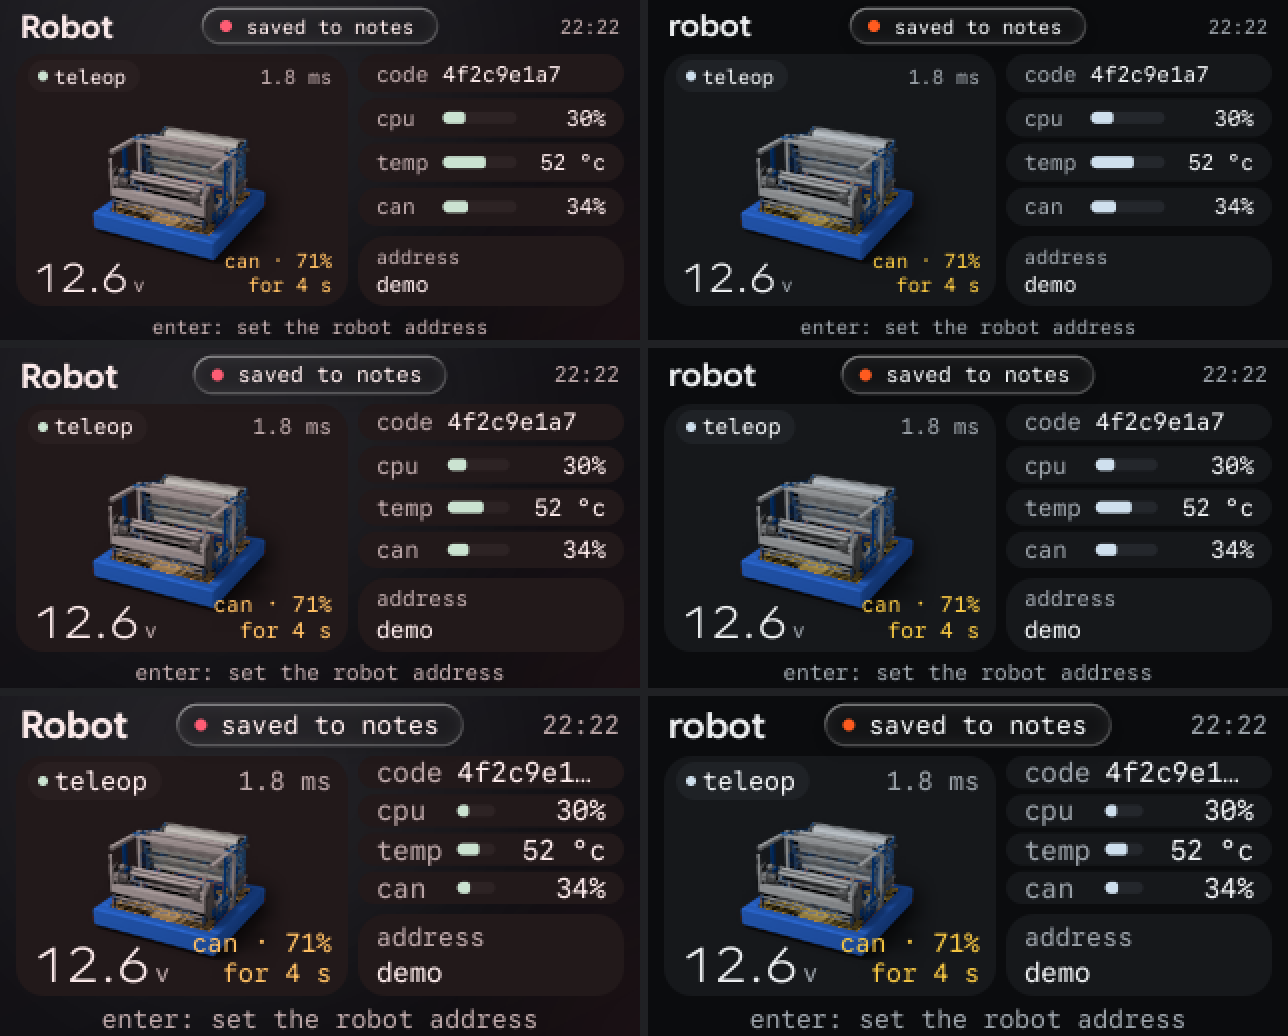 Robot
saved to notes
22:22
teleop
1.8 ms
12.6 v
can · 71%
for 4 s
code 4f2c9e1a7
cpu 30%
temp 52 °c
can 34%
address
demo
enter: set the robot address
robot
saved to notes
22:22
teleop
1.8 ms
12.6 v
can · 71%
for 4 s
code 4f2c9e1a7
cpu 30%
temp 52 °c
can 34%
address
demo
enter: set the robot address
Robot
saved to notes
22:22
teleop
1.8 ms
12.6 v
can · 71%
for 4 s
code 4f2c9e1a7
cpu 30%
temp 52 °c
can 34%
address
demo
enter: set the robot address
robot
saved to notes
22:22
teleop
1.8 ms
12.6 v
can · 71%
for 4 s
code 4f2c9e1a7
cpu 30%
temp 52 °c
can 34%
address
demo
enter: set the robot address
Robot
saved to notes
22:22
teleop
1.8 ms
12.6 v
can · 71%
for 4 s
code 4f2c9e1…
cpu 30%
temp 52 °c
can 34%
address
demo
enter: set the robot address
robot
saved to notes
22:22
teleop
1.8 ms
12.6 v
can · 71%
for 4 s
code 4f2c9e1…
cpu 30%
temp 52 °c
can 34%
address
demo
enter: set the robot address